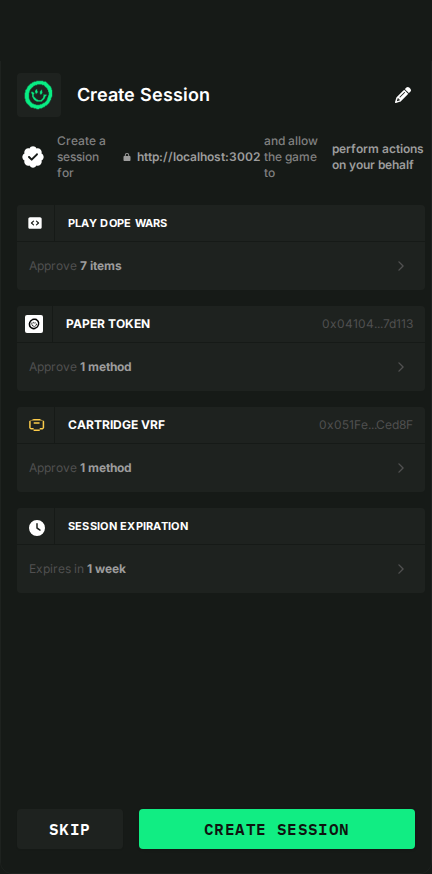 Create Session
Create a
session
for
http://localhost:3002
and allow
the game
to
perform actions
on your behalf
PLAY DOPE WARS
Approve 7 items
PAPER TOKEN 0x04104...7d113
Approve 1 method
CARTRIDGE VRF 0x051Fe...Ced8F
Approve 1 method
SESSION EXPIRATION
Expires in 1 week
SKIP CREATE SESSION